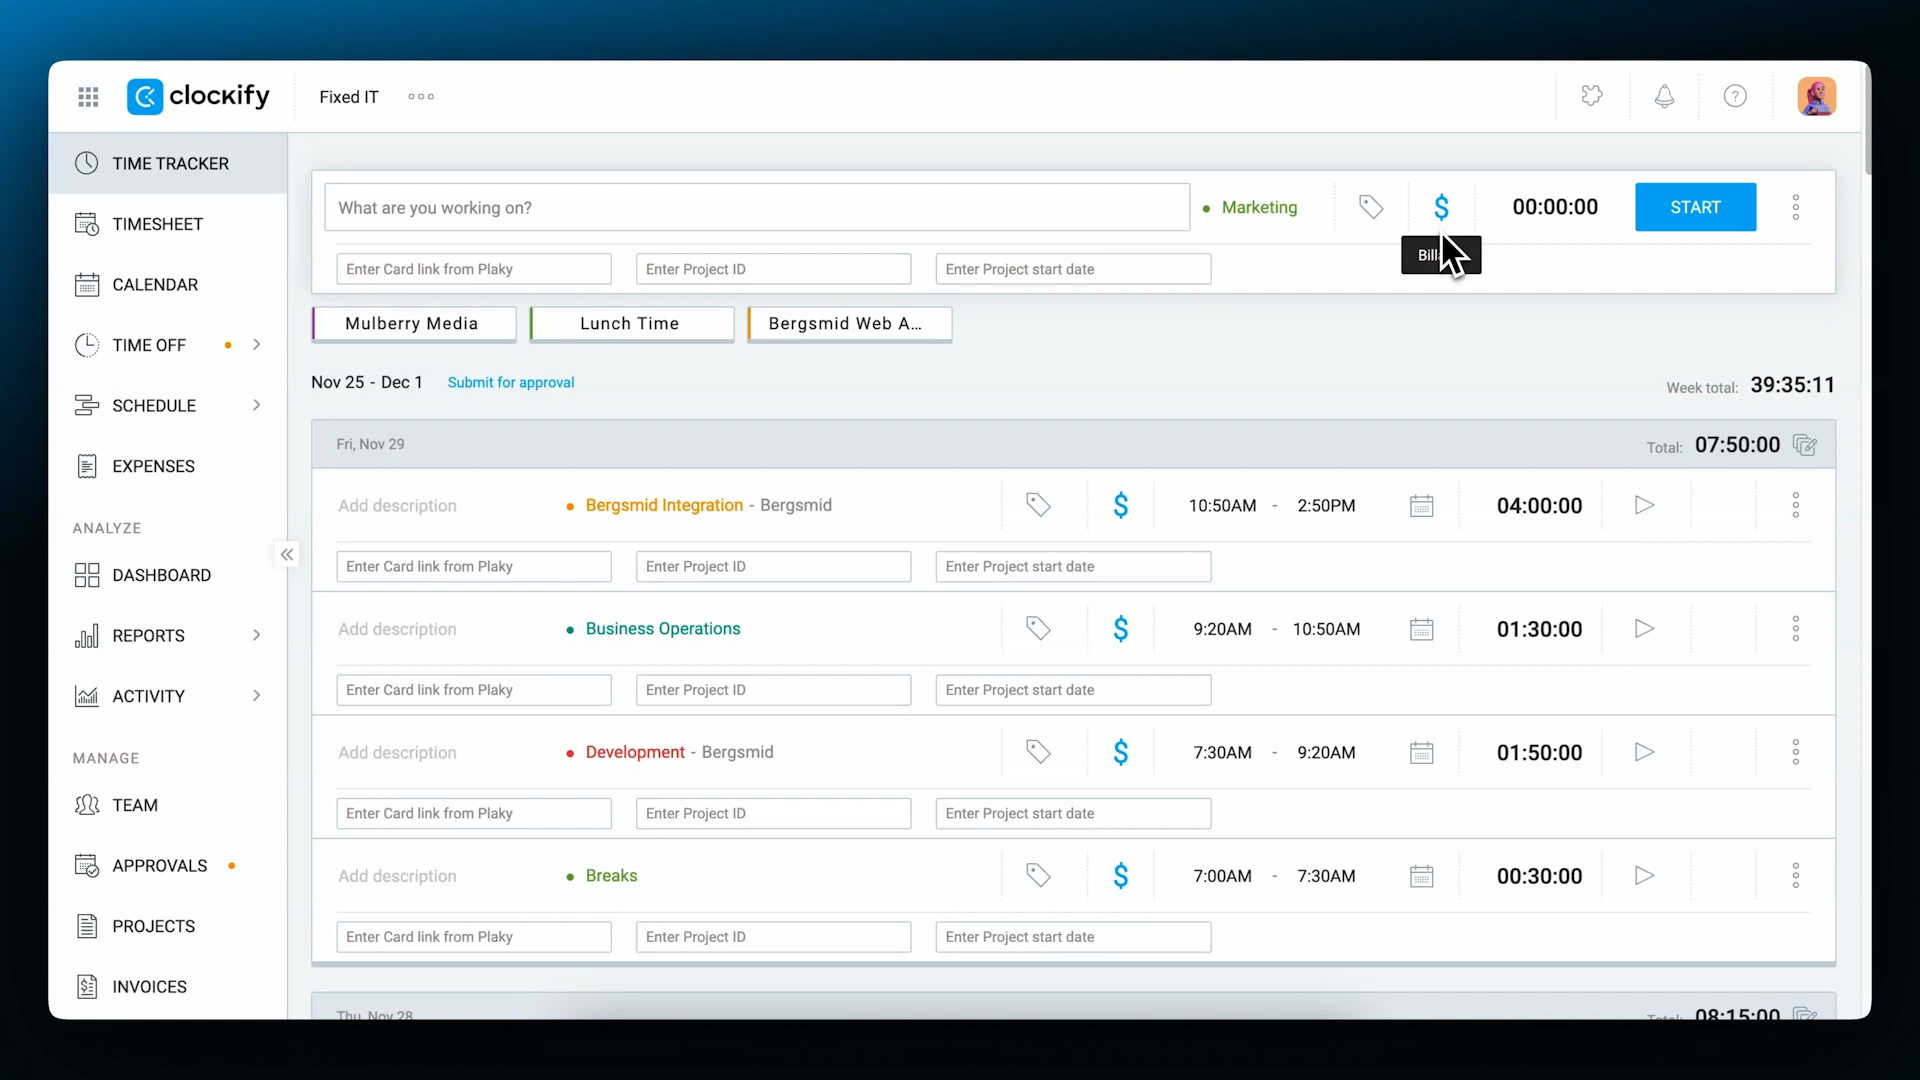 clockify
Fixed IT
TIME TRACKER
TIMESHEET
CALENDAR
TIME OFF
SCHEDULE
EXPENSES
ANALYZE
DASHBOARD
REPORTS
ACTIVITY
MANAGE
TEAM
APPROVALS
PROJECTS
INVOICES
What are you working on? Marketing $ 00:00:00 START
Enter Card link from Plaky Enter Project ID Enter Project start date
Mulberry Media Lunch Time Bergsmid Web A...
Nov 25 - Dec 1 Submit for approval Week total: 39:35:11
Fri, Nov 29 Total: 07:50:00
Add description Bergsmid Integration - Bergsmid $ 10:50AM - 2:50PM 04:00:00
Enter Card link from Plaky Enter Project ID Enter Project start date
Add description Business Operations $ 9:20AM - 10:50AM 01:30:00
Enter Card link from Plaky Enter Project ID Enter Project start date
Add description Development - Bergsmid $ 7:30AM - 9:20AM 01:50:00
Enter Card link from Plaky Enter Project ID Enter Project start date
Add description Breaks $ 7:00AM - 7:30AM 00:30:00
Enter Card link from Plaky Enter Project ID Enter Project start date
Thu, Nov 28 Total: 08:15:00